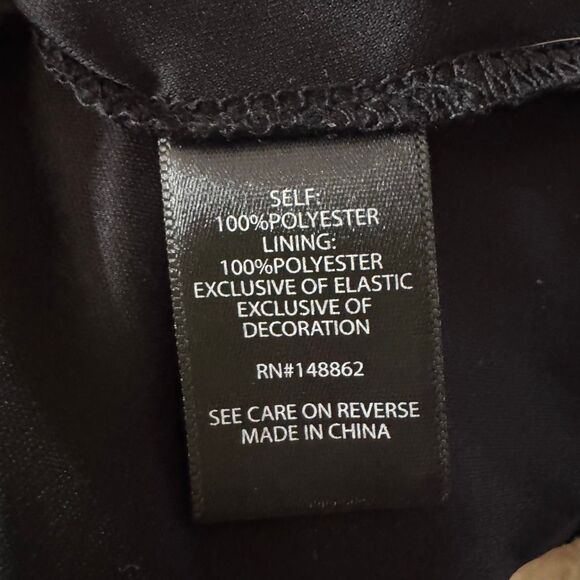 SELF:
100%POLYESTER
LINING:
100%POLYESTER
EXCLUSIVE OF ELASTIC
EXCLUSIVE OF
DECORATION
RN#148862
SEE CARE ON REVERSE
MADE IN CHINA